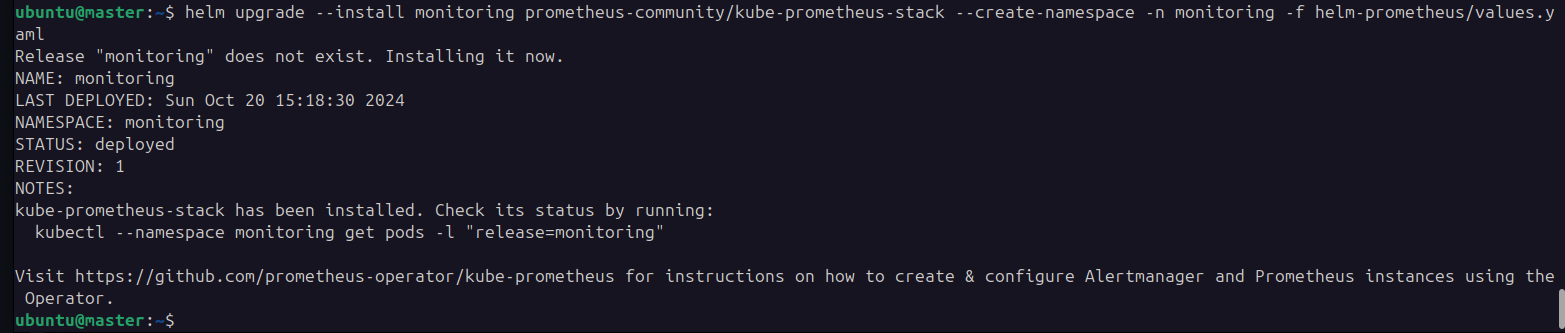 ubuntu@master:~$ helm upgrade --install monitoring prometheus-community/kube-prometheus-stack --create-namespace -n monitoring -f helm-prometheus/values.y
aml
Release "monitoring" does not exist. Installing it now.
NAME: monitoring
LAST DEPLOYED: Sun Oct 20 15:18:30 2024
NAMESPACE: monitoring
STATUS: deployed
REVISION: 1
NOTES:
kube-prometheus-stack has been installed. Check its status by running:
  kubectl --namespace monitoring get pods -l "release=monitoring"

Visit https://github.com/prometheus-operator/kube-prometheus for instructions on how to create & configure Alertmanager and Prometheus instances using the
 Operator.
ubuntu@master:~$